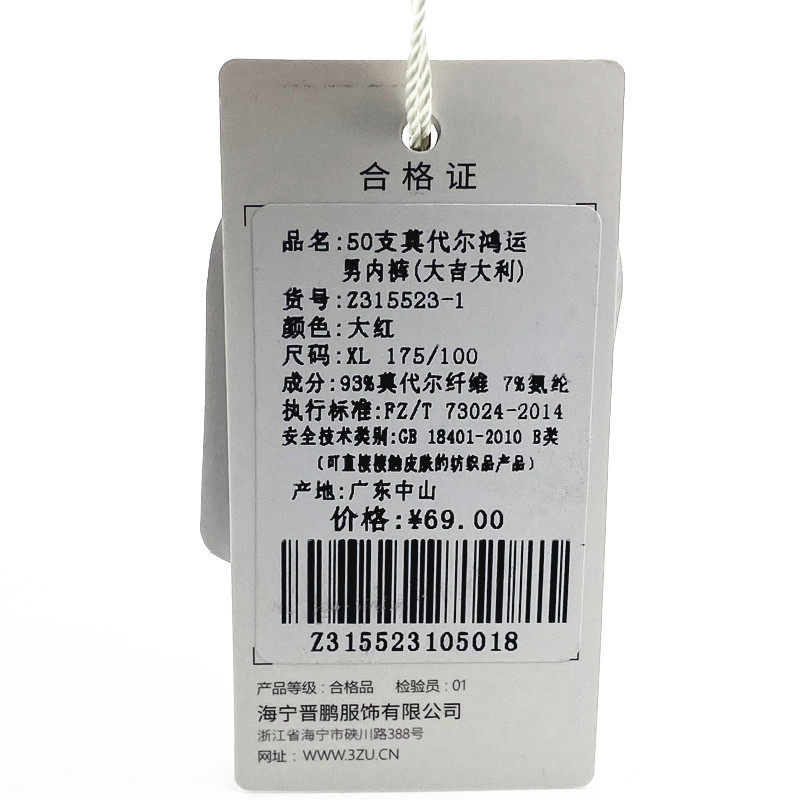 合格证
品名:50支莫代尔鸿运
男内裤(大吉大利)
货号:Z315523-1
颜色:大红
尺码:XL 175/100
成分:93%莫代尔纤维 7%氨纶
执行标准:FZ/T 73024-2014
安全技术类别:GB 18401-2010 B类
(可直接接触皮肤的纺织品产品)
产地:广东中山
价格:¥69.00
Z315523105018
产品等级:合格品 检验员:01
海宁晋鹏服饰有限公司
浙江省海宁市硖川路388号
网址:WWW.3ZU.CN